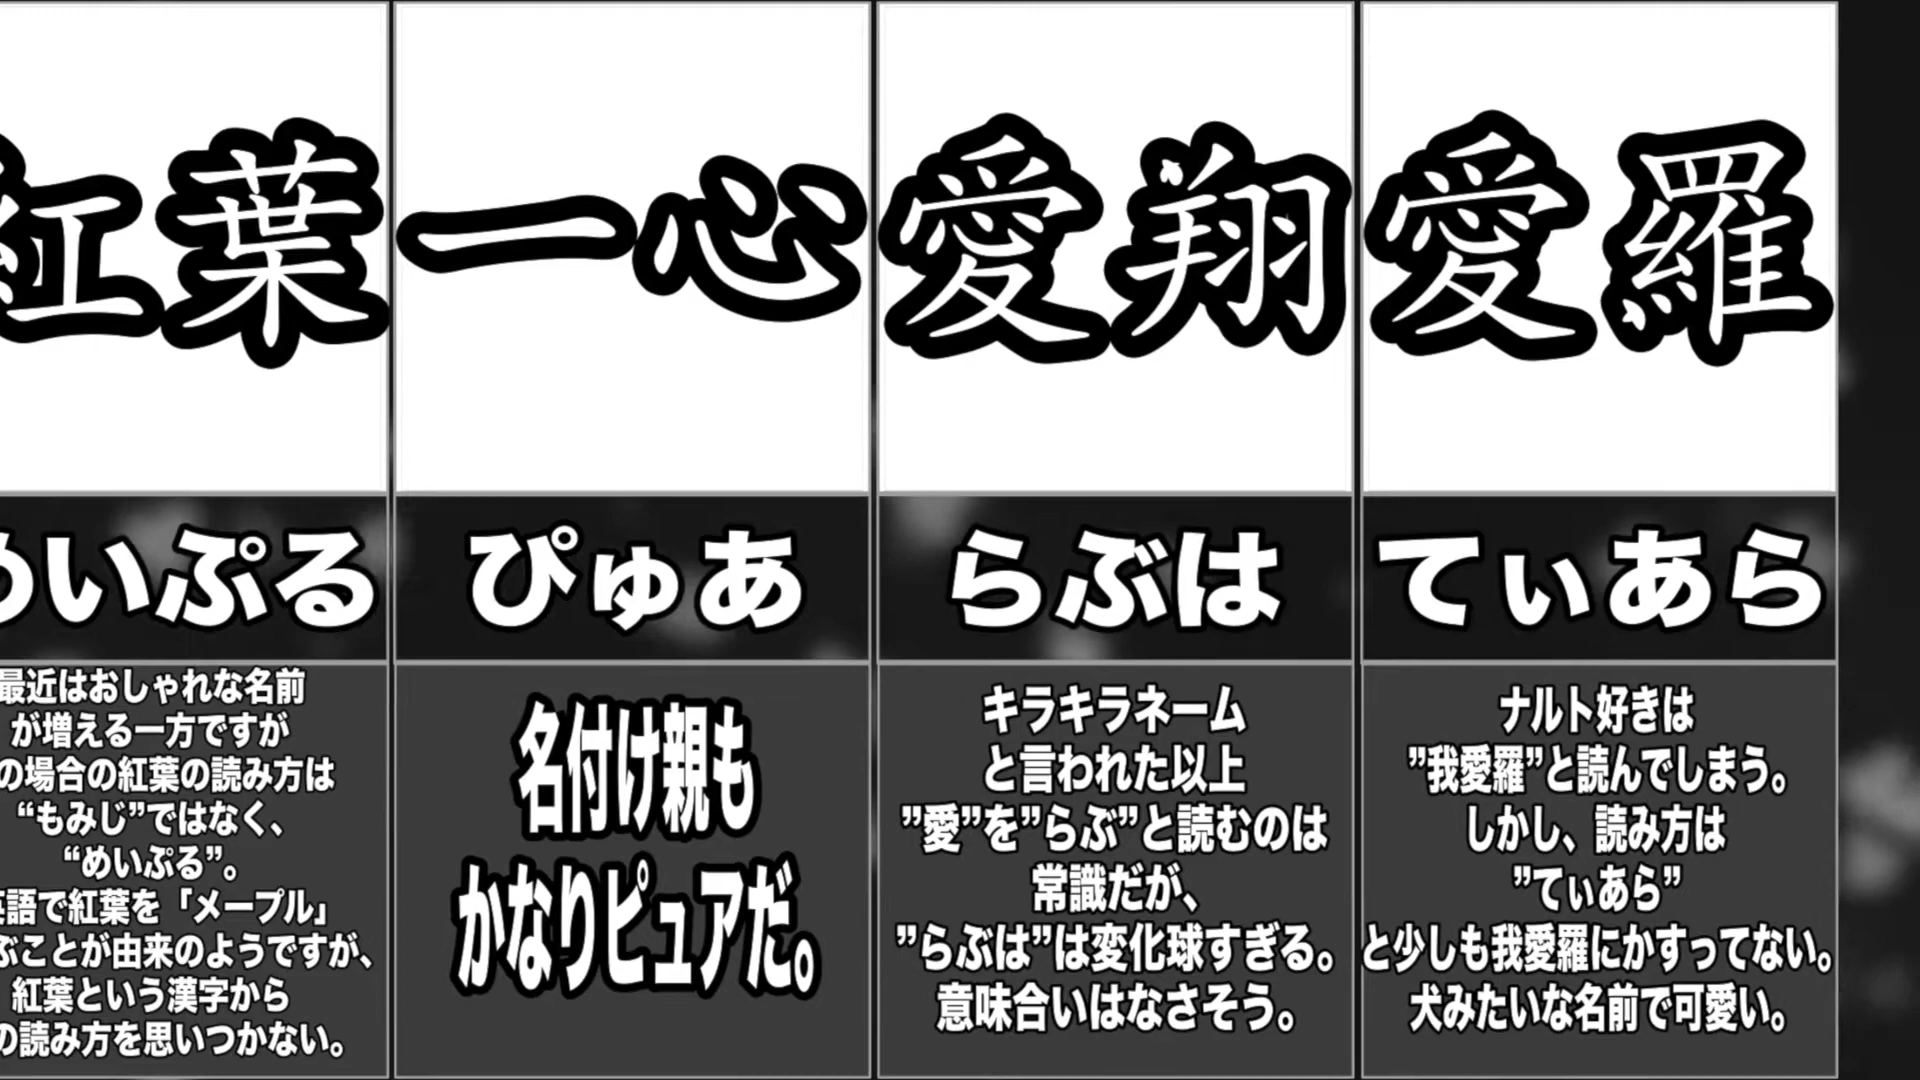 紅葉
めいぷる
最近はおしゃれな名前
が増える一方ですが
の場合の紅葉の読み方は
“もみじ”ではなく、
“めいぷる”。
英語で紅葉を「メープル」
ぶことが由来のようですが、
紅葉という漢字から
の読み方を思いつかない。
一心
ぴゅあ
名付け親も
かなりピュアだ。
愛翔
らぶは
キラキラネーム
と言われた以上
”愛”を”らぶ”と読むのは
常識だが、
”らぶは”は変化球すぎる。
意味合いはなさそう。
愛羅
てぃあら
ナルト好きは
”我愛羅”と読んでしまう。
しかし、読み方は
”てぃあら”
と少しも我愛羅にかすってない。
犬みたいな名前で可愛い。